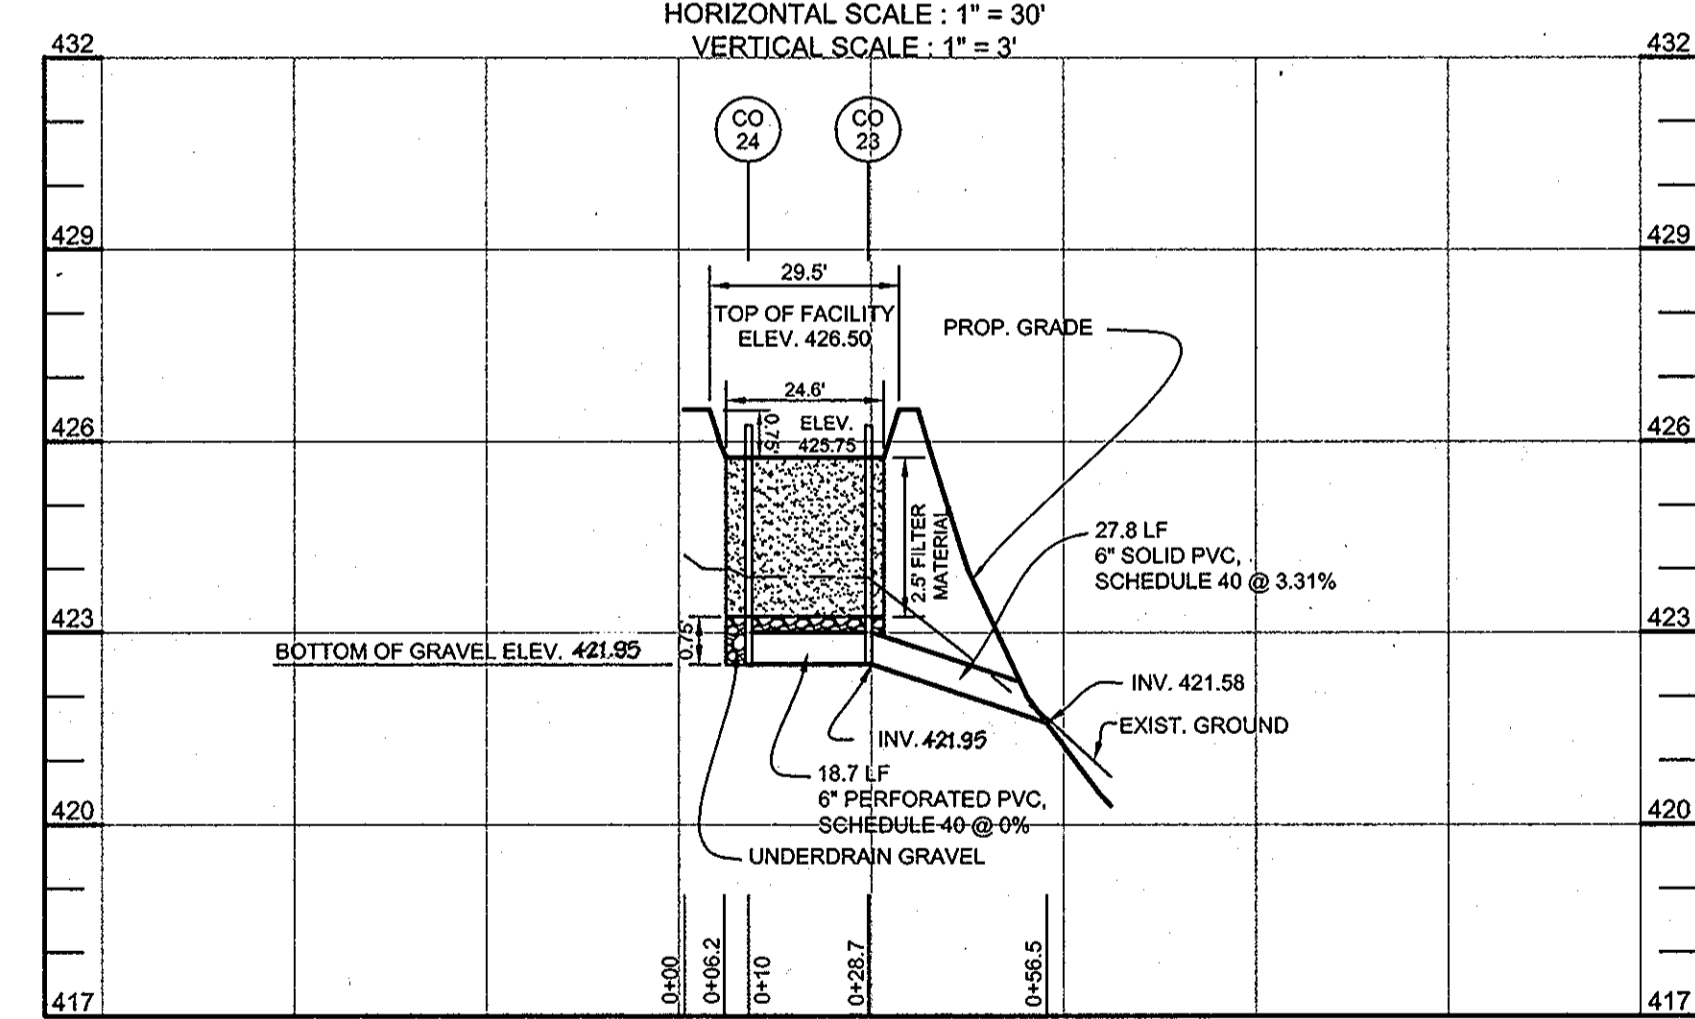 HORIZONTAL SCALE : 1" = 30'
VERTICAL SCALE : 1" = 3'
432
432
CO
24
CO
23
429
429
29.5'
TOP OF FACILITY
ELEV. 426.50
PROP. GRADE
24.6'
0.75'
ELEV.
425.75
426
426
2.5' FILTER
MATERIAL
27.8 LF
6" SOLID PVC,
SCHEDULE 40 @ 3.31%
423
423
0.75'
BOTTOM OF GRAVEL ELEV. 421.95
INV. 421.58
EXIST. GROUND
INV. 421.95
18.7 LF
6" PERFORATED PVC,
SCHEDULE 40 @ 0%
420
420
UNDERDRAIN GRAVEL
0+00
0+06.2
0+10
0+28.7
0+56.5
417
417